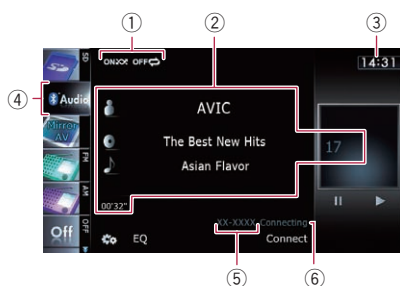 ① ② ③
SD ON OFF 14:31
④ Audio
AVIC
Mirror AV The Best New Hits 17
FM Asian Flavor
AM
00'32"
XX-XXXX Connecting
Off OFF EQ Connect
⑤ ⑥